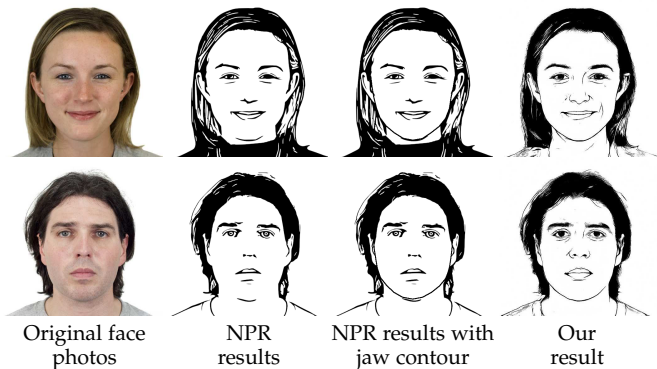 Original face
photos
NPR
results
NPR results with
jaw contour
Our
result